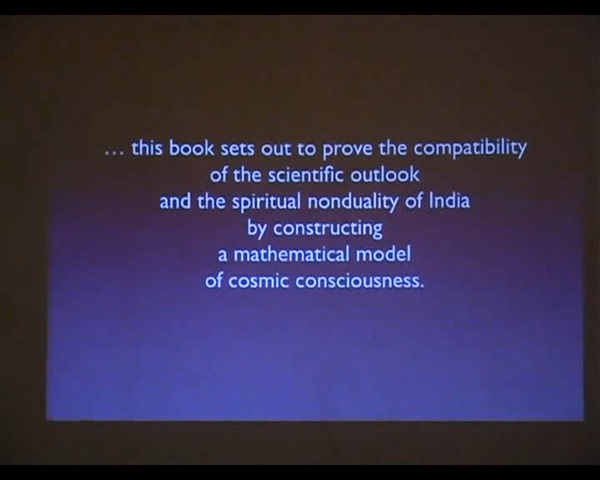 ... this book sets out to prove the compatibility
of the scientific outlook
and the spiritual nonduality of India
by constructing
a mathematical model
of cosmic consciousness.